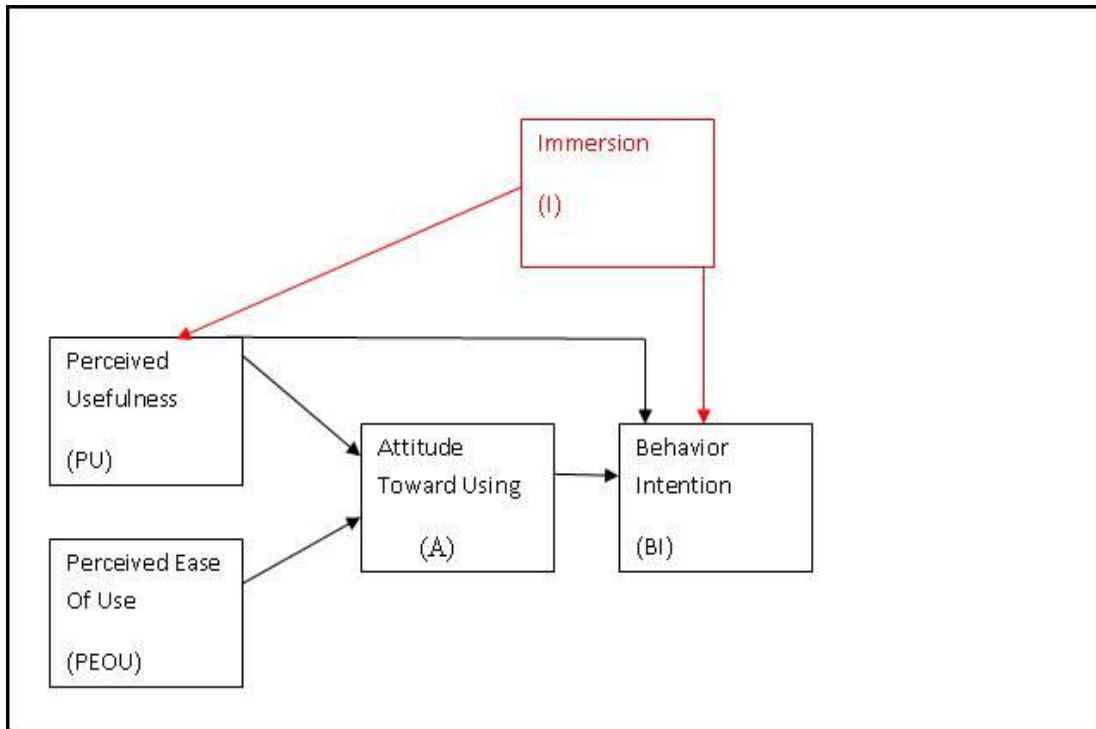 Immersion
(I)
Perceived
Usefulness
(PU)
Attitude
Toward Using
(A)
Behavior
Intention
(BI)
Perceived Ease
Of Use
(PEOU)